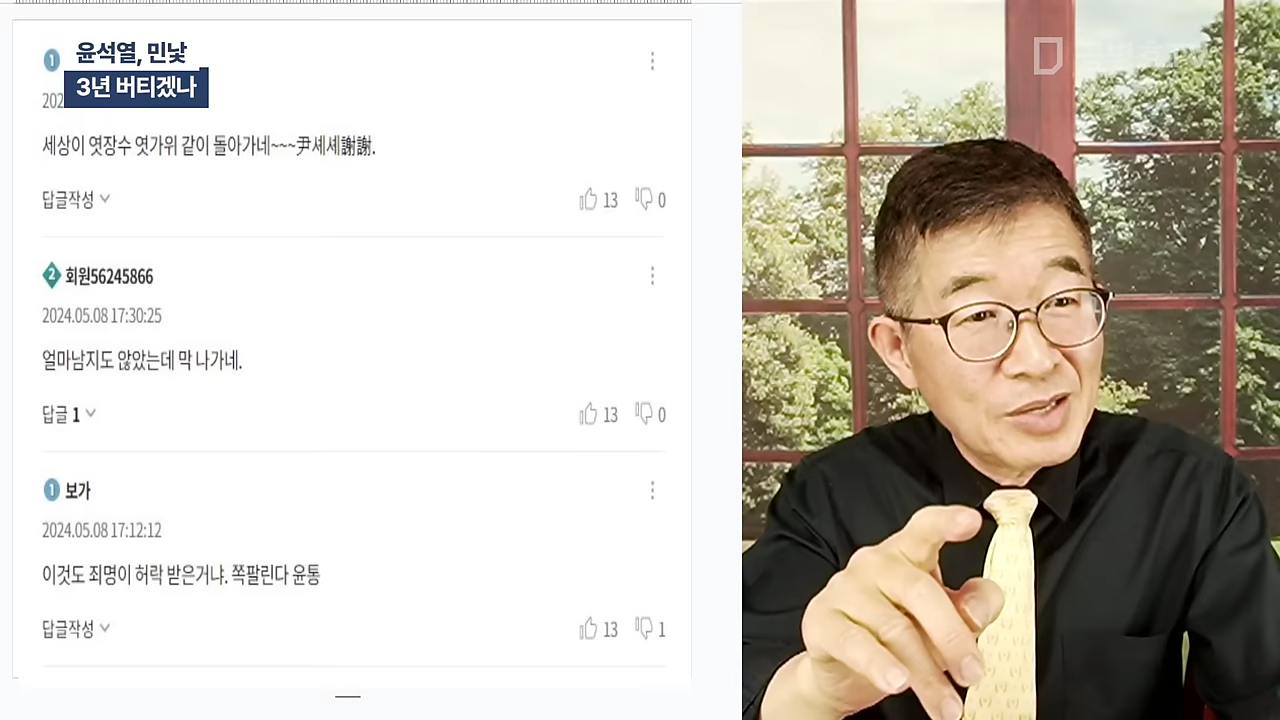 윤석열, 민낯
3년 버티겠나
1
202
세상이 엿장수 엿가위 같이 돌아가네~~~尹셰셰謝謝.
답글작성
13
0
2 회원56245866
2024.05.08 17:30:25
얼마남지도 않았는데 막 나가네.
답글 1
13
0
1 보가
2024.05.08 17:12:12
이것도 죄명이 허락 받은거냐. 쪽팔린다 윤통
답글작성
13
1